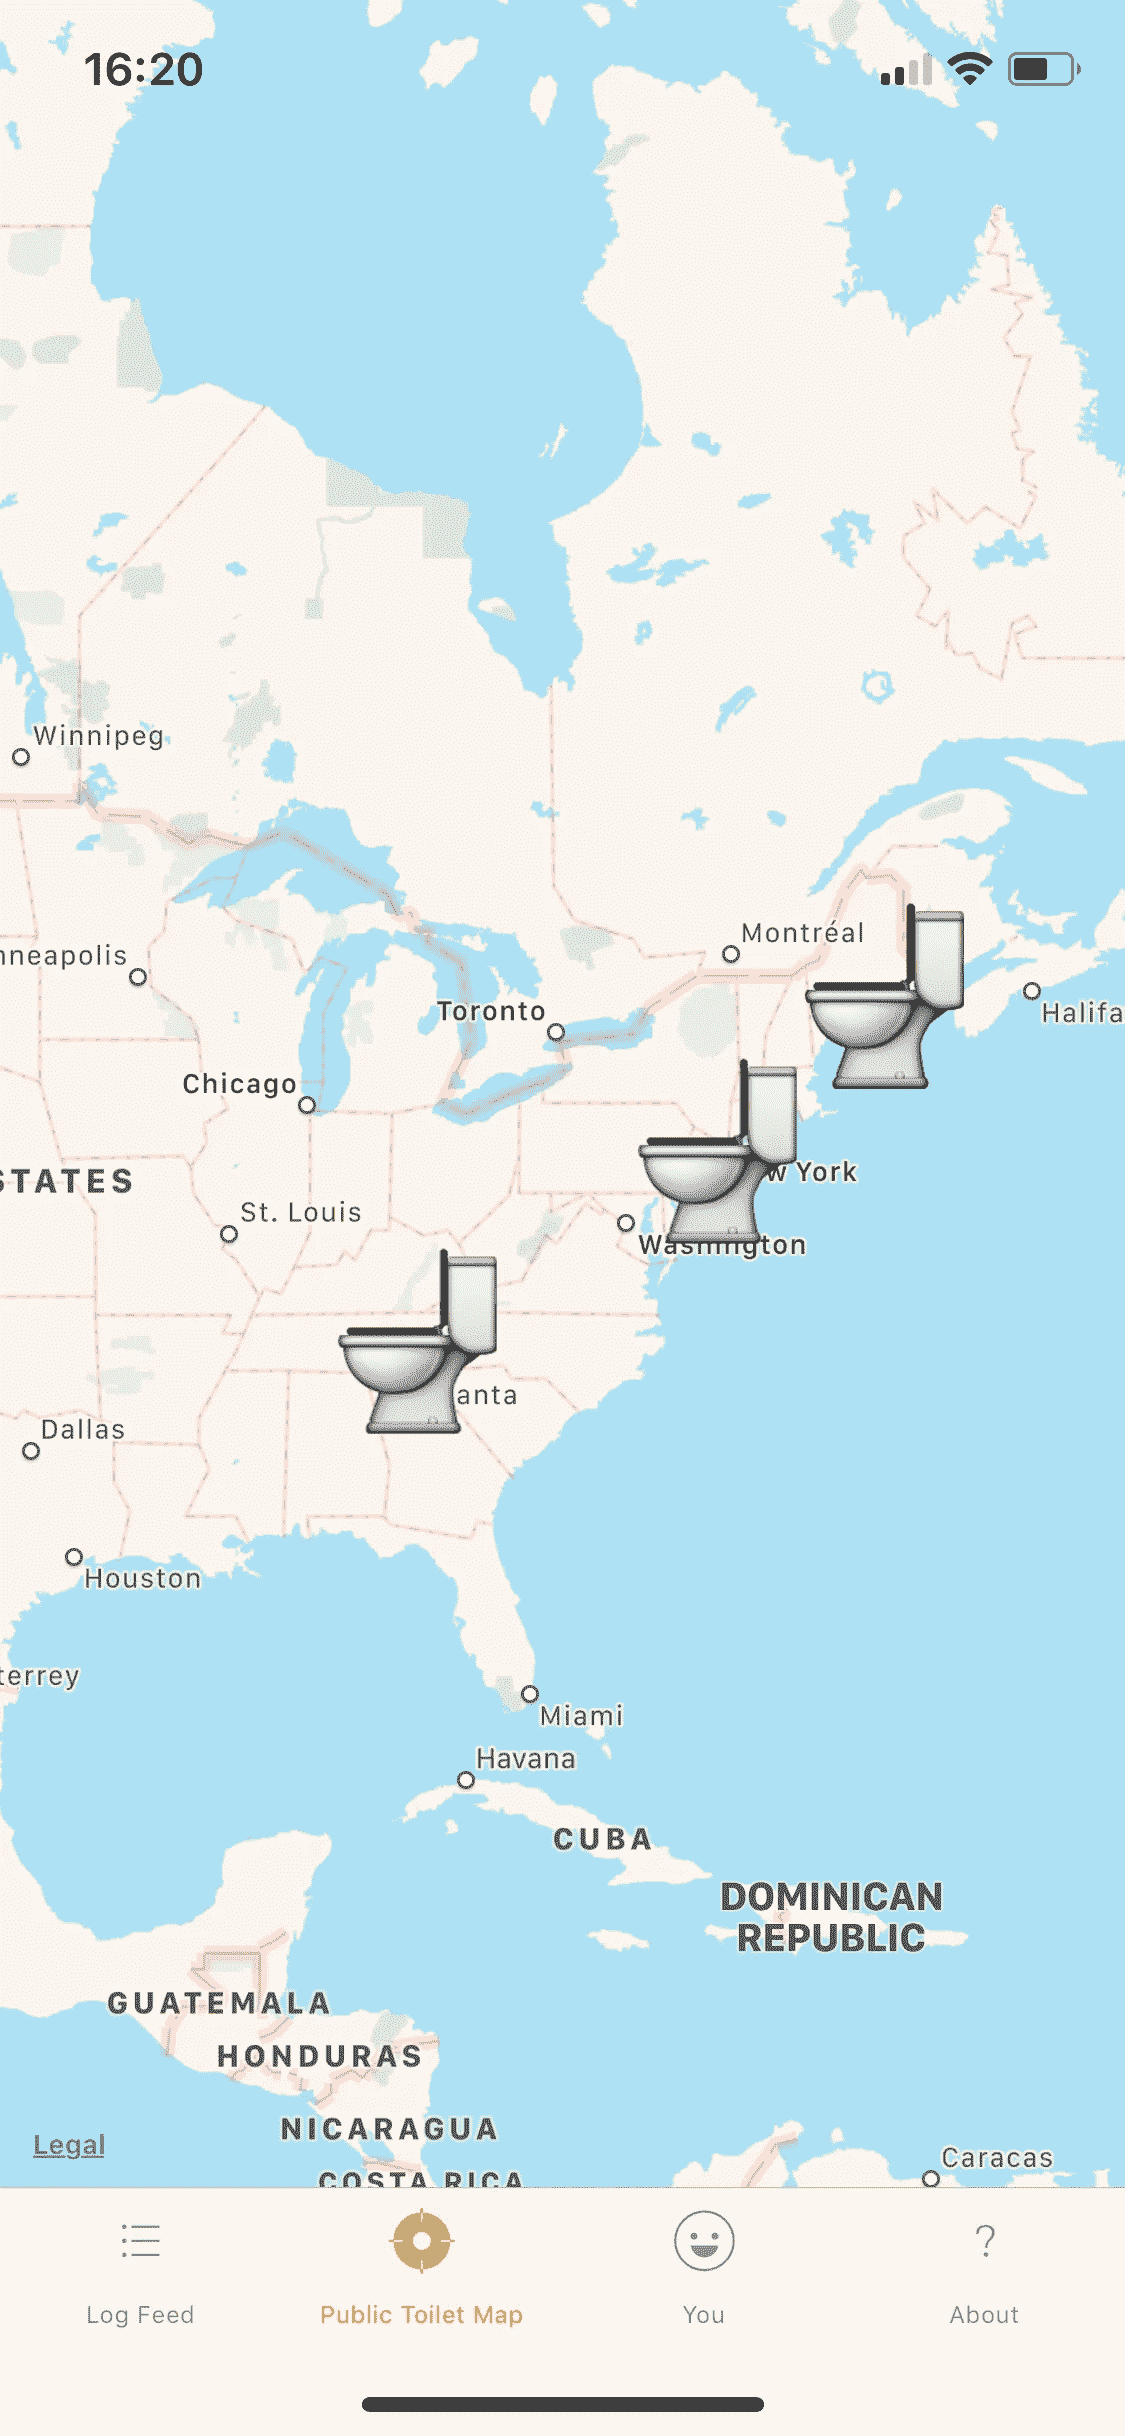 16:20
Winnipeg
Montréal
nneapolis
Halifa
Toronto
Chicago
w York
STATES
St. Louis
Washington
anta
Dallas
Houston
terrey
Miami
Havana
CUBA
DOMINICAN
REPUBLIC
GUATEMALA
HONDURAS
NICARAGUA
Legal
Caracas
COSTA RICA
Log Feed
Public Toilet Map
You
?
About